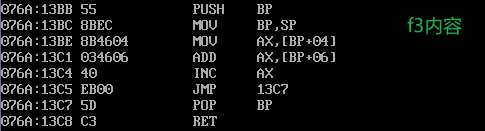 076A:13BB 55 PUSH BP
076A:13BC 8BEC MOV BP,SP
076A:13BE 8B4604 MOV AX,[BP+04]
076A:13C1 034606 ADD AX,[BP+06]
076A:13C4 40 INC AX
076A:13C5 EB00 JMP 13C7
076A:13C7 5D POP BP
076A:13C8 C3 RET
f3内容